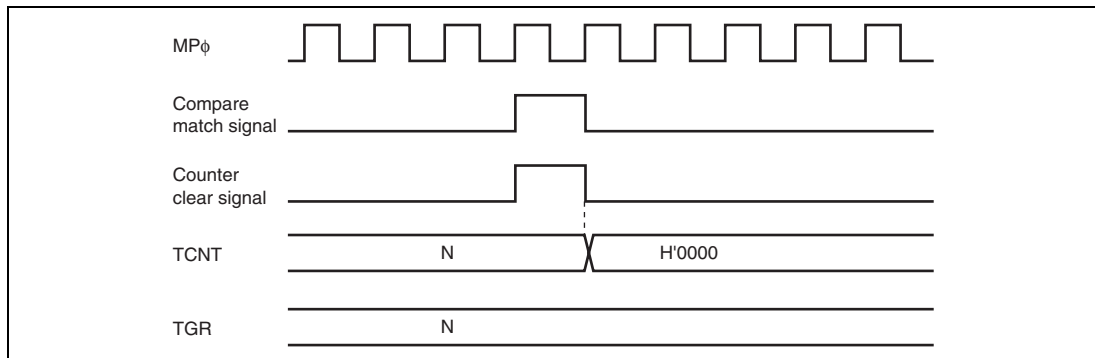 MPφ
Compare
match signal
Counter
clear signal
TCNT N H'0000
TGR N